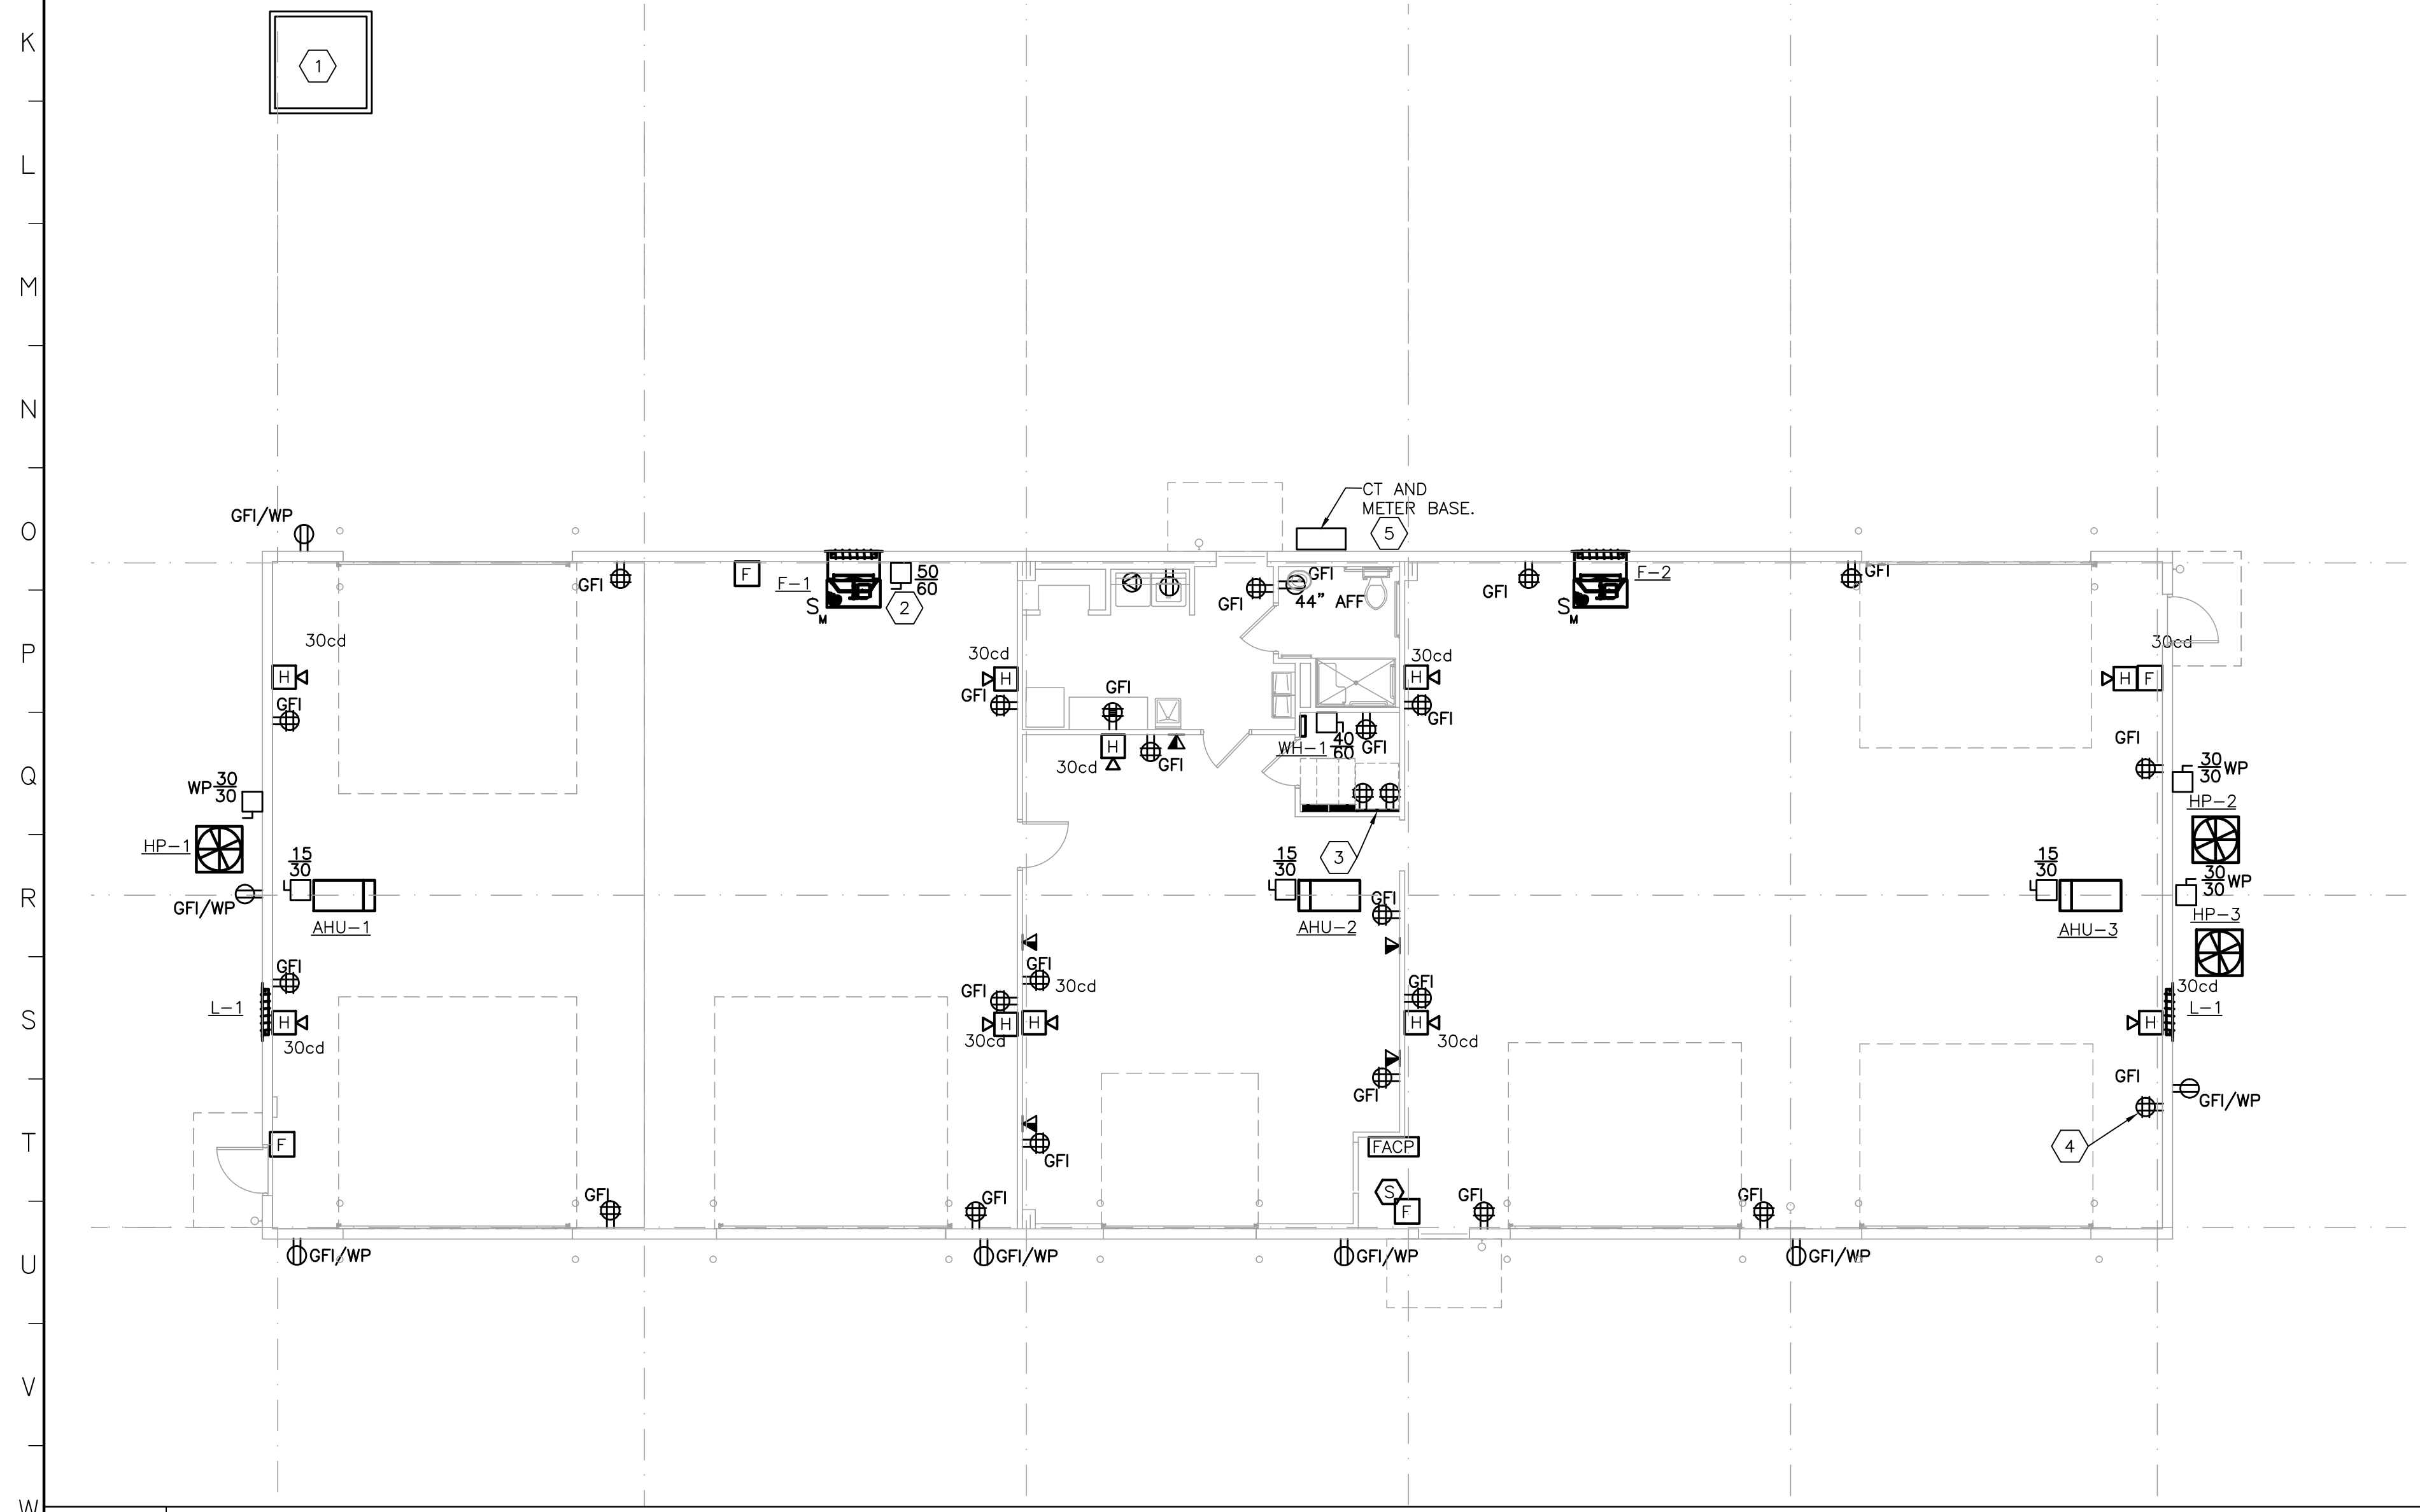 K
1
L
M
N
CT AND
METER BASE.
GFI/WP
O
5
GFI
F
F-1
50
60
2
S
M
GFI
GFI
44" AFF
GFI
S
M
F-2
GFI
30cd
P
30cd
30cd
30cd
H
H
H
H
F
GFI
GFI
GFI
GFI
GFI
H
GFI
30cd
WH-1
40
60
GFI
Q
WP
30
30
30
30
WP
HP-2
HP-1
15
30
15
30
3
15
30
30
30
WP
R
GFI/WP
AHU-1
AHU-2
GFI
AHU-3
HP-3
GFI
GFI
30cd
GFI
GFI
30cd
L-1
S
H
30cd
H
H
30cd
H
30cd
H
L-1
GFI
GFI
GFI/WP
T
F
GFI
FACP
4
S
F
GFI
GFI
GFI
GFI
U
GFI/WP
GFI/WP
GFI/WP
GFI/WP
V
W